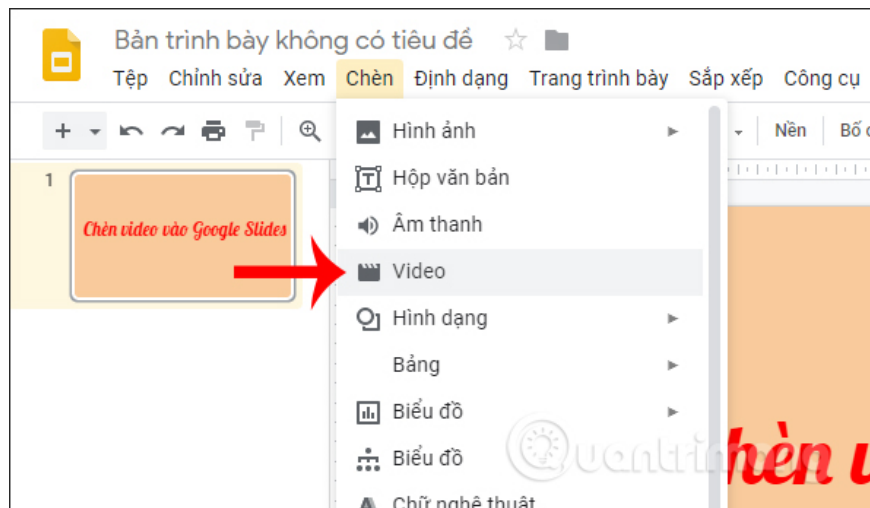 Bản trình bày không có tiêu đề
Tệp Chỉnh sửa Xem Chèn Định dạng Trang trình bày Sắp xếp Công cụ
Nền Bố
1
Chèn video vào Google Slides
Hình ảnh
Hộp văn bản
Âm thanh
Video
Hình dạng
Bảng
Biểu đồ
Biểu đồ
Chữ nghệ thuật
Quantrimang
hèn